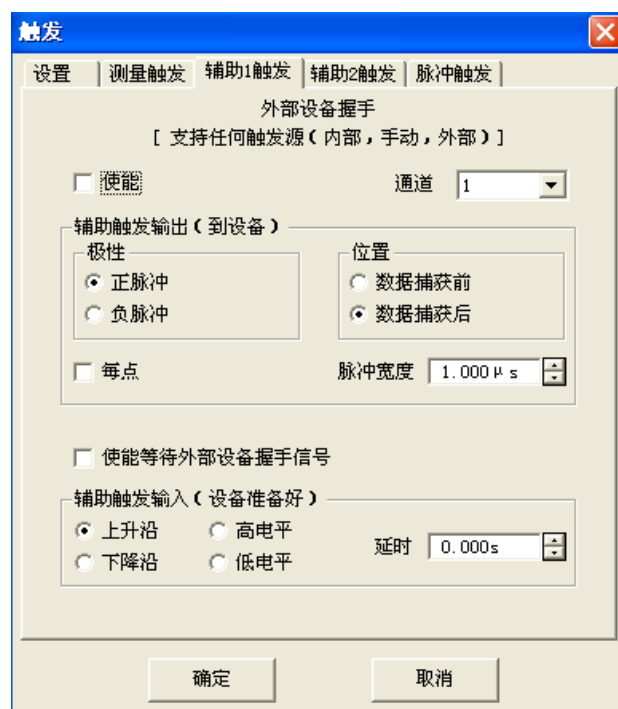 触发
设置 测量触发 辅助1触发 辅助2触发 脉冲触发
外部设备握手
[ 支持任何触发源(内部,手动,外部)]
使能 通道 1
辅助触发输出(到设备)
极性 位置
正脉冲 数据捕获前
负脉冲 数据捕获后
每点 脉冲宽度 1.000μs
使能等待外部设备握手信号
辅助触发输入(设备准备好)
上升沿 高电平 延时 0.000s
下降沿 低电平
确定 取消